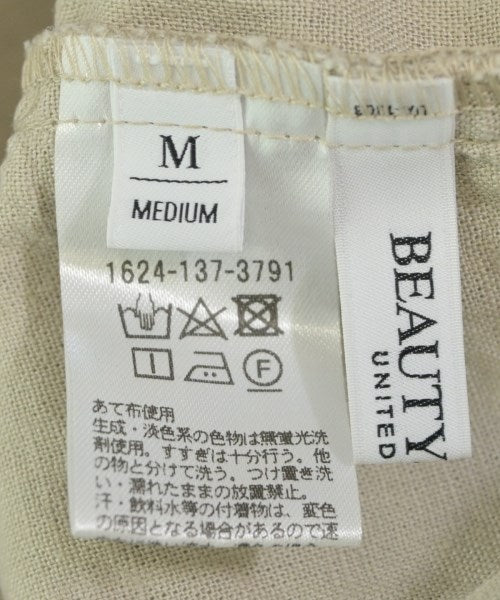 M
MEDIUM
1624-137-3791
F
あて布使用
生成・淡色系の色物は無蛍光洗
剤使用。すすぎは十分行う。他
の物と分けて洗う。つけ置き洗
い・濡れたままの放置禁止。
汗・飲料水等の付着物は、変色
の原因となる場合があるので速
BEAUTY
UNITED